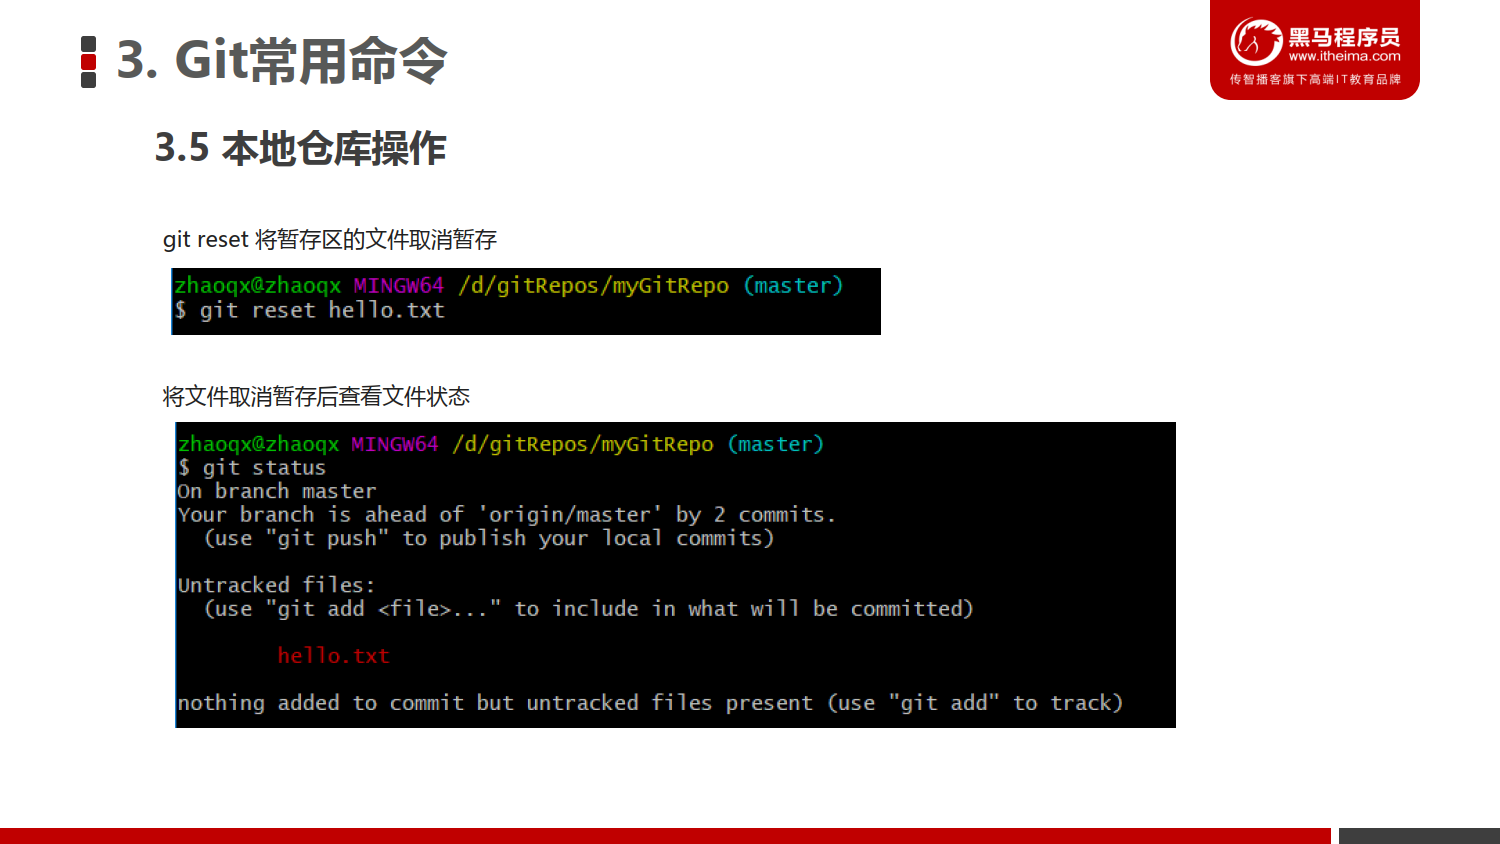 3. Git常用命令
黑马程序员
www.itheima.com
传智播客旗下高端IT教育品牌
3.5 本地仓库操作
git reset 将暂存区的文件取消暂存
zhaoqx@zhaoqx MINGW64 /d/gitRepos/myGitRepo (master)
$ git reset hello.txt
将文件取消暂存后查看文件状态
zhaoqx@zhaoqx MINGW64 /d/gitRepos/myGitRepo (master)
$ git status
On branch master
Your branch is ahead of 'origin/master' by 2 commits.
  (use "git push" to publish your local commits)
Untracked files:
  (use "git add <file>..." to include in what will be committed)
        hello.txt
nothing added to commit but untracked files present (use "git add" to track)